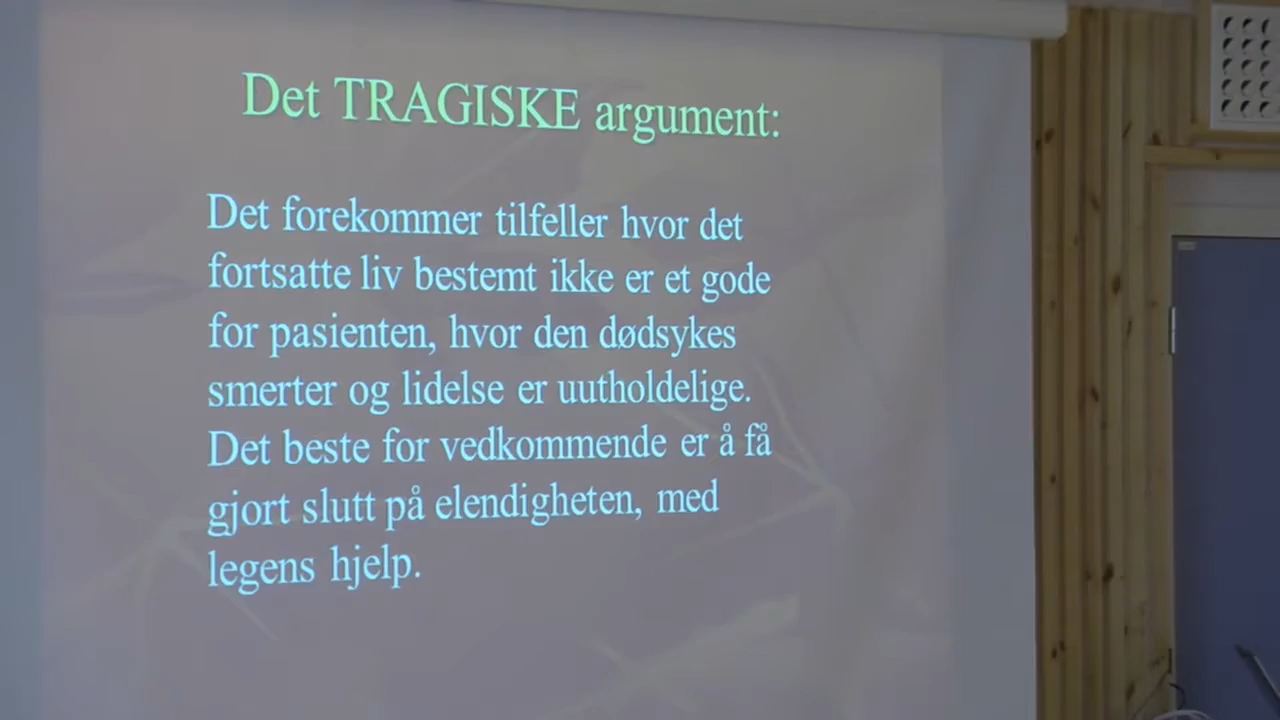 Det TRAGISKE argument:
Det forekommer tilfeller hvor det
fortsatte liv bestemt ikke er et gode
for pasienten, hvor den dødsykes
smerter og lidelse er uutholdelige.
Det beste for vedkommende er å få
gjort slutt på elendigheten, med
legens hjelp.